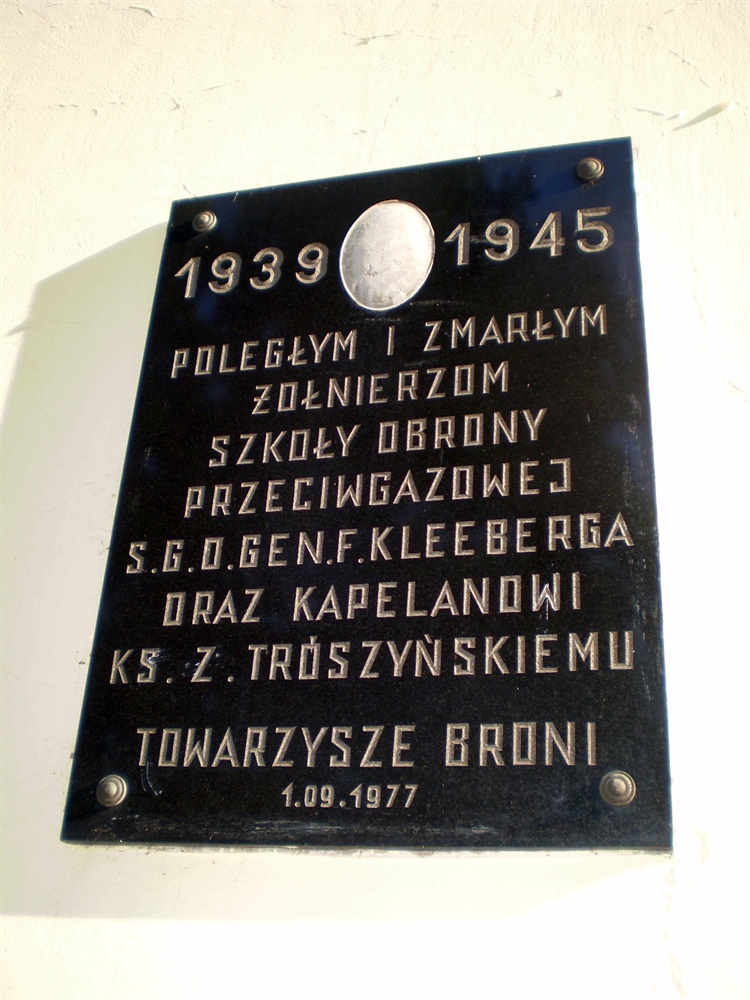 1939 1945
POLEGŁYM I ZMARŁYM
ŻOŁNIERZOM
SZKOŁY OBRONY
PRZECIWGAZOWEJ
S.G.O.GEN.F.KLEEBERGA
ORAZ KAPELANOWI
KS. Z. TRÓSZYŃSKIEMU
TOWARZYSZE BRONI
1.09.1977